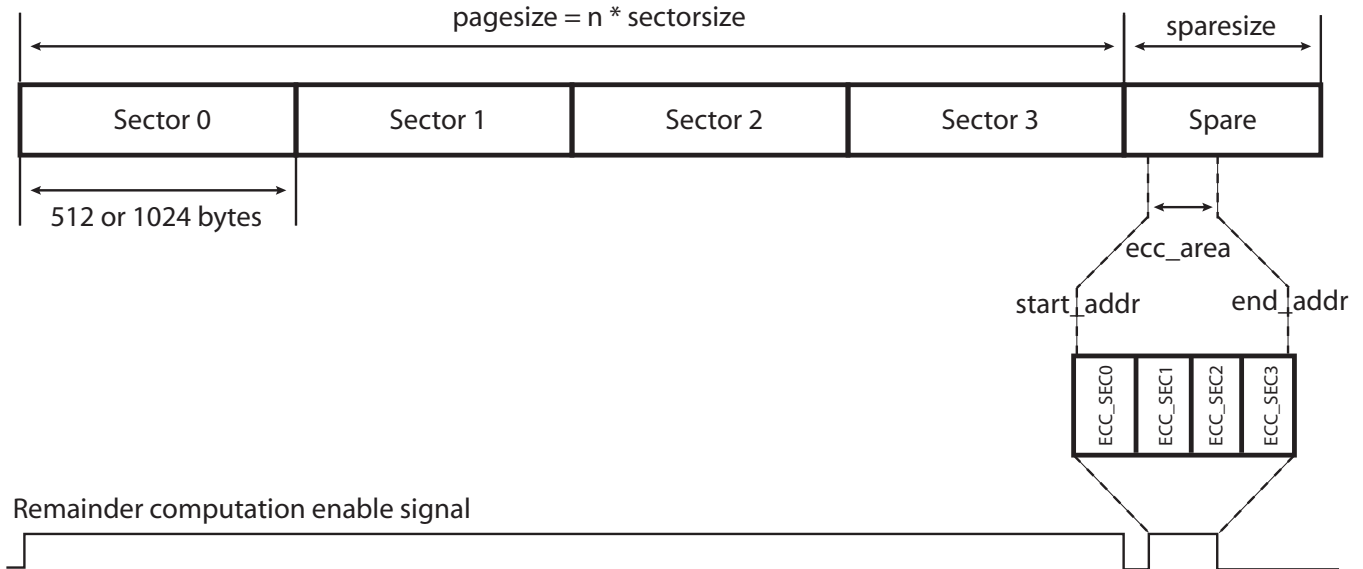 pagesize = n * sectorsize
sparesize
Sector 0
Sector 1
Sector 2
Sector 3
Spare
512 or 1024 bytes
ecc_area
start_addr
end_addr
ECC_SEC0
ECC_SEC1
ECC_SEC2
ECC_SEC3
Remainder computation enable signal